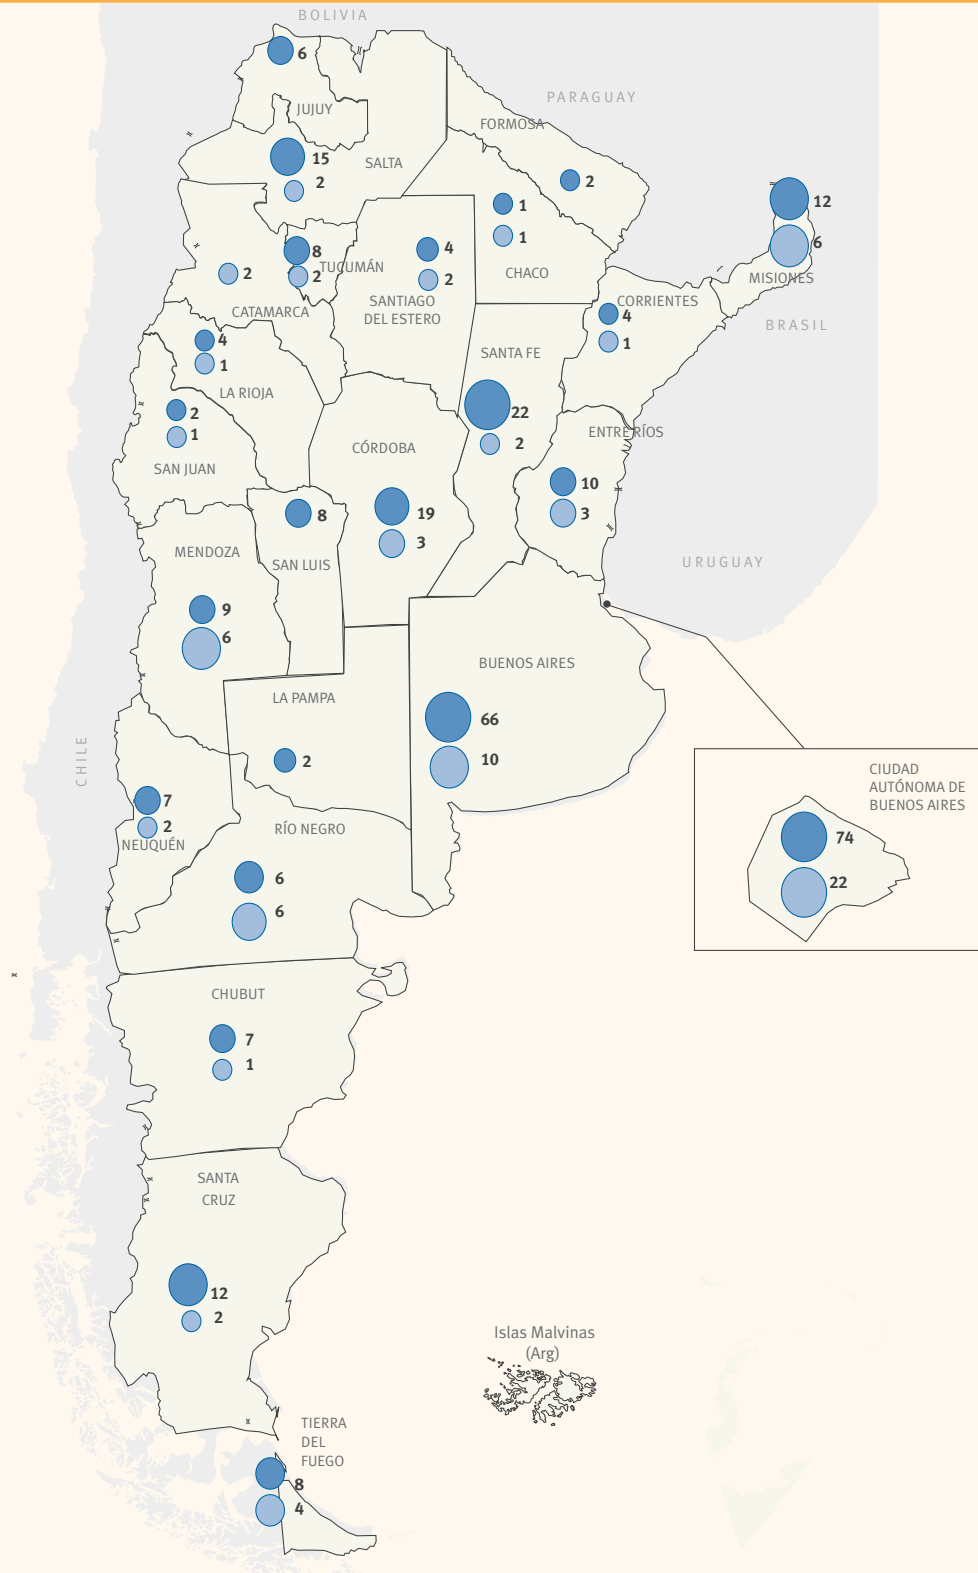 BOLIVIA
6
JUJUY
PARAGUAY
FORMOSA
15
SALTA
2
2
1
12
1
6
8
4
CHACO
MISIONES
2
TUCUMÁN
2
2
CATAMARCA
SANTIAGO
DEL ESTERO
CORRIENTES
4
BRASIL
4
1
1
SANTA FE
LA RIOJA
2
22
ENTRE RÍOS
1
2
CÓRDOBA
SAN JUAN
10
8
19
3
3
MENDOZA
SAN LUIS
URUGUAY
9
6
BUENOS AIRES
LA PAMPA
66
CHILE
2
10
CIUDAD
AUTÓNOMA DE
BUENOS AIRES
7
2
NEUQUÉN
RÍO NEGRO
74
6
22
6
CHUBUT
7
1
SANTA
CRUZ
12
2
Islas Malvinas
(Arg)
TIERRA
DEL
FUEGO
8
4